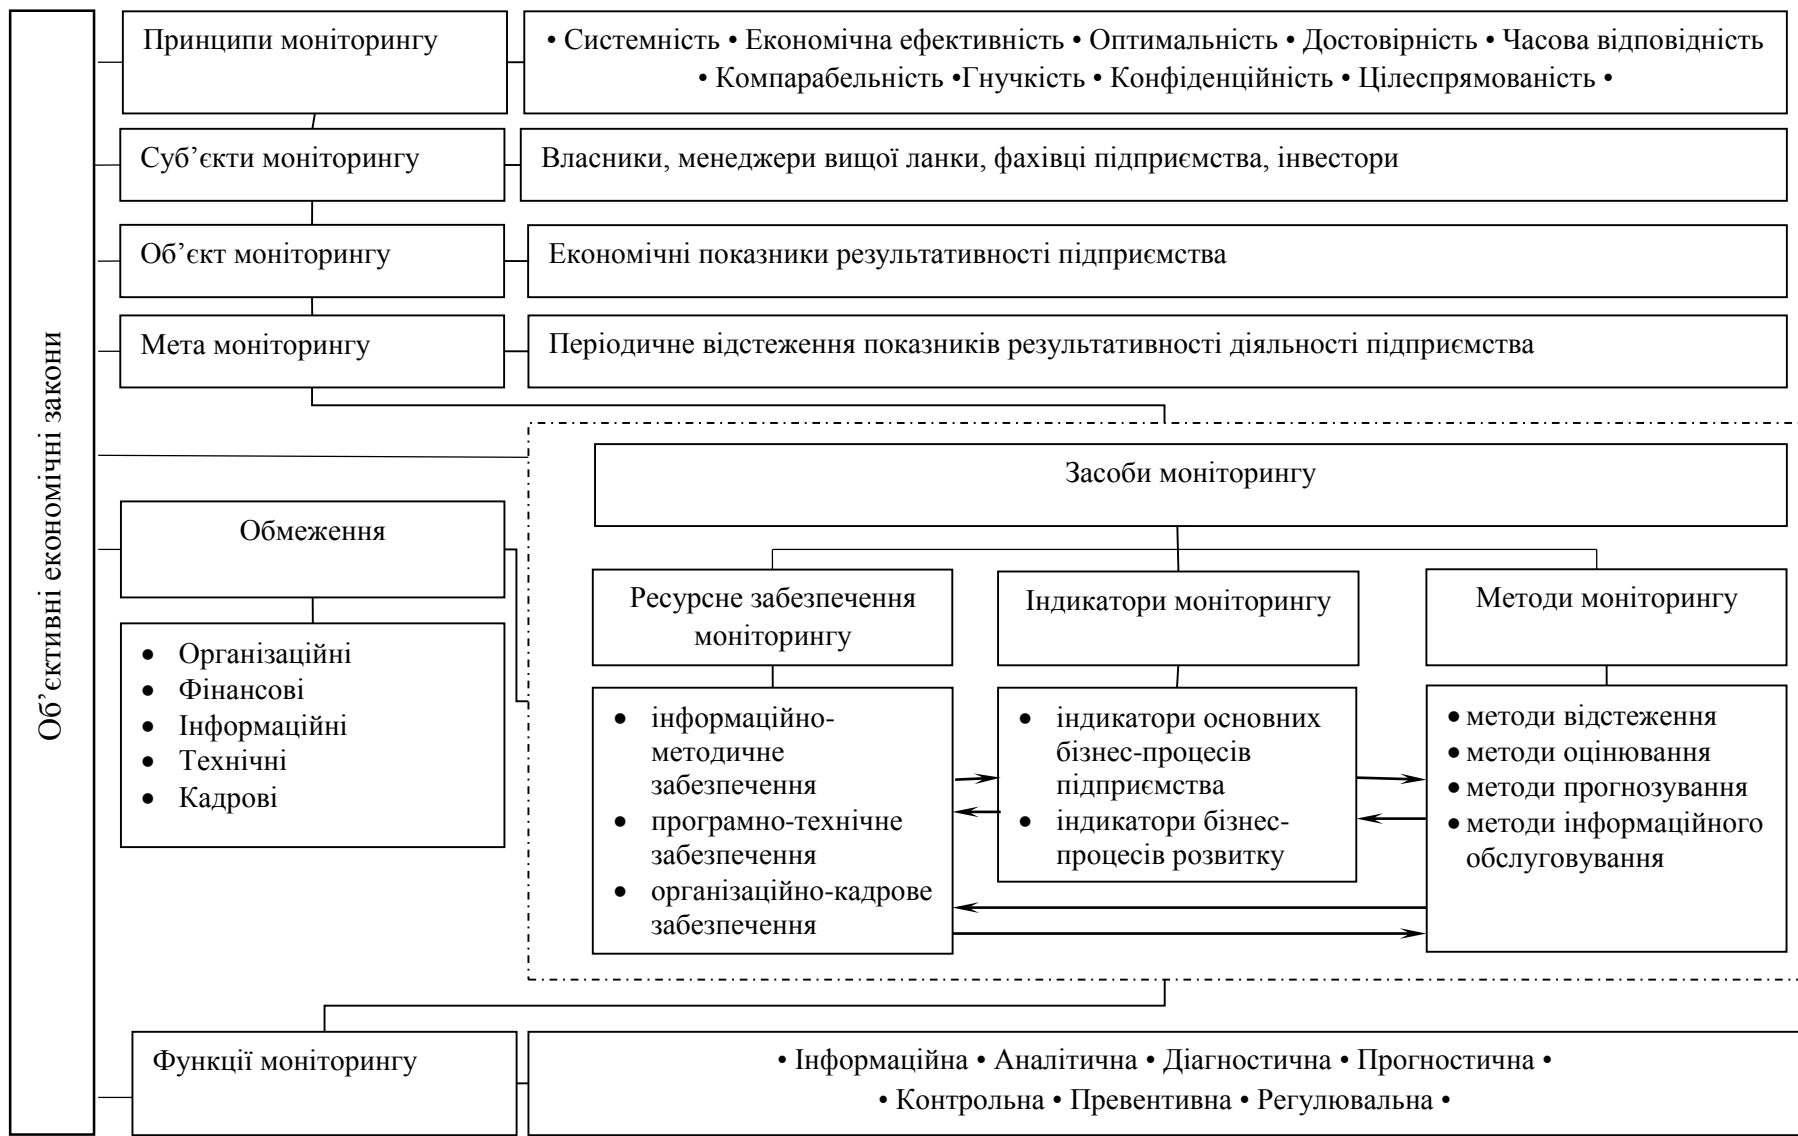 Об’єктивні економічні закони
Принципи моніторингу
• Системність • Економічна ефективність • Оптимальність • Достовірність • Часова відповідність
• Компарабельність •Гнучкість • Конфіденційність • Цілеспрямованість •
Суб’єкти моніторингу
Власники, менеджери вищої ланки, фахівці підприємства, інвестори
Об’єкт моніторингу
Економічні показники результативності підприємства
Мета моніторингу
Періодичне відстеження показників результативності діяльності підприємства
Засоби моніторингу
Обмеження
• Організаційні
• Фінансові
• Інформаційні
• Технічні
• Кадрові
Ресурсне забезпечення
моніторингу
• інформаційно-
методичне
забезпечення
• програмно-технічне
забезпечення
• організаційно-кадрове
забезпечення
Індикатори моніторингу
• індикатори основних
бізнес-процесів
підприємства
• індикатори бізнес-
процесів розвитку
Методи моніторингу
• методи відстеження
• методи оцінювання
• методи прогнозування
• методи інформаційного
обслуговування
Функції моніторингу
• Інформаційна • Аналітична • Діагностична • Прогностична •
• Контрольна • Превентивна • Регулювальна •